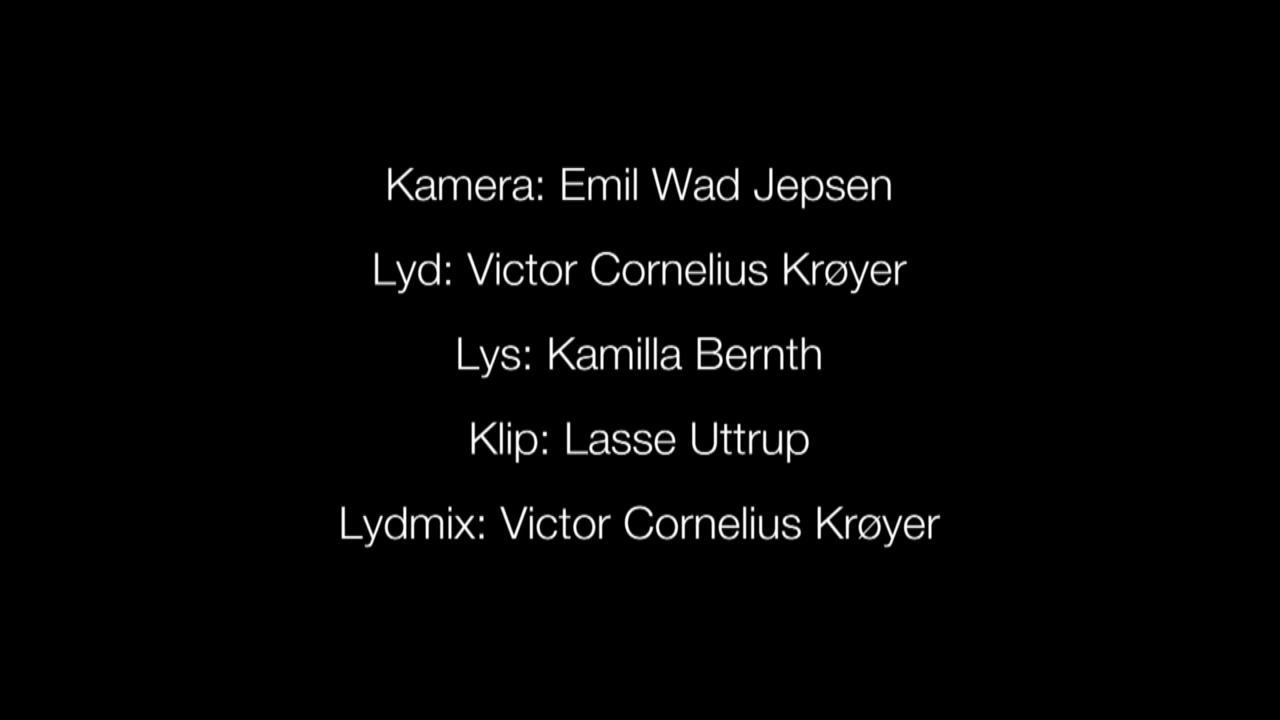 Kamera: Emil Wad Jepsen
Lyd: Victor Cornelius Krøyer
Lys: Kamilla Bernth
Klip: Lasse Uttrup
Lydmix: Victor Cornelius Krøyer